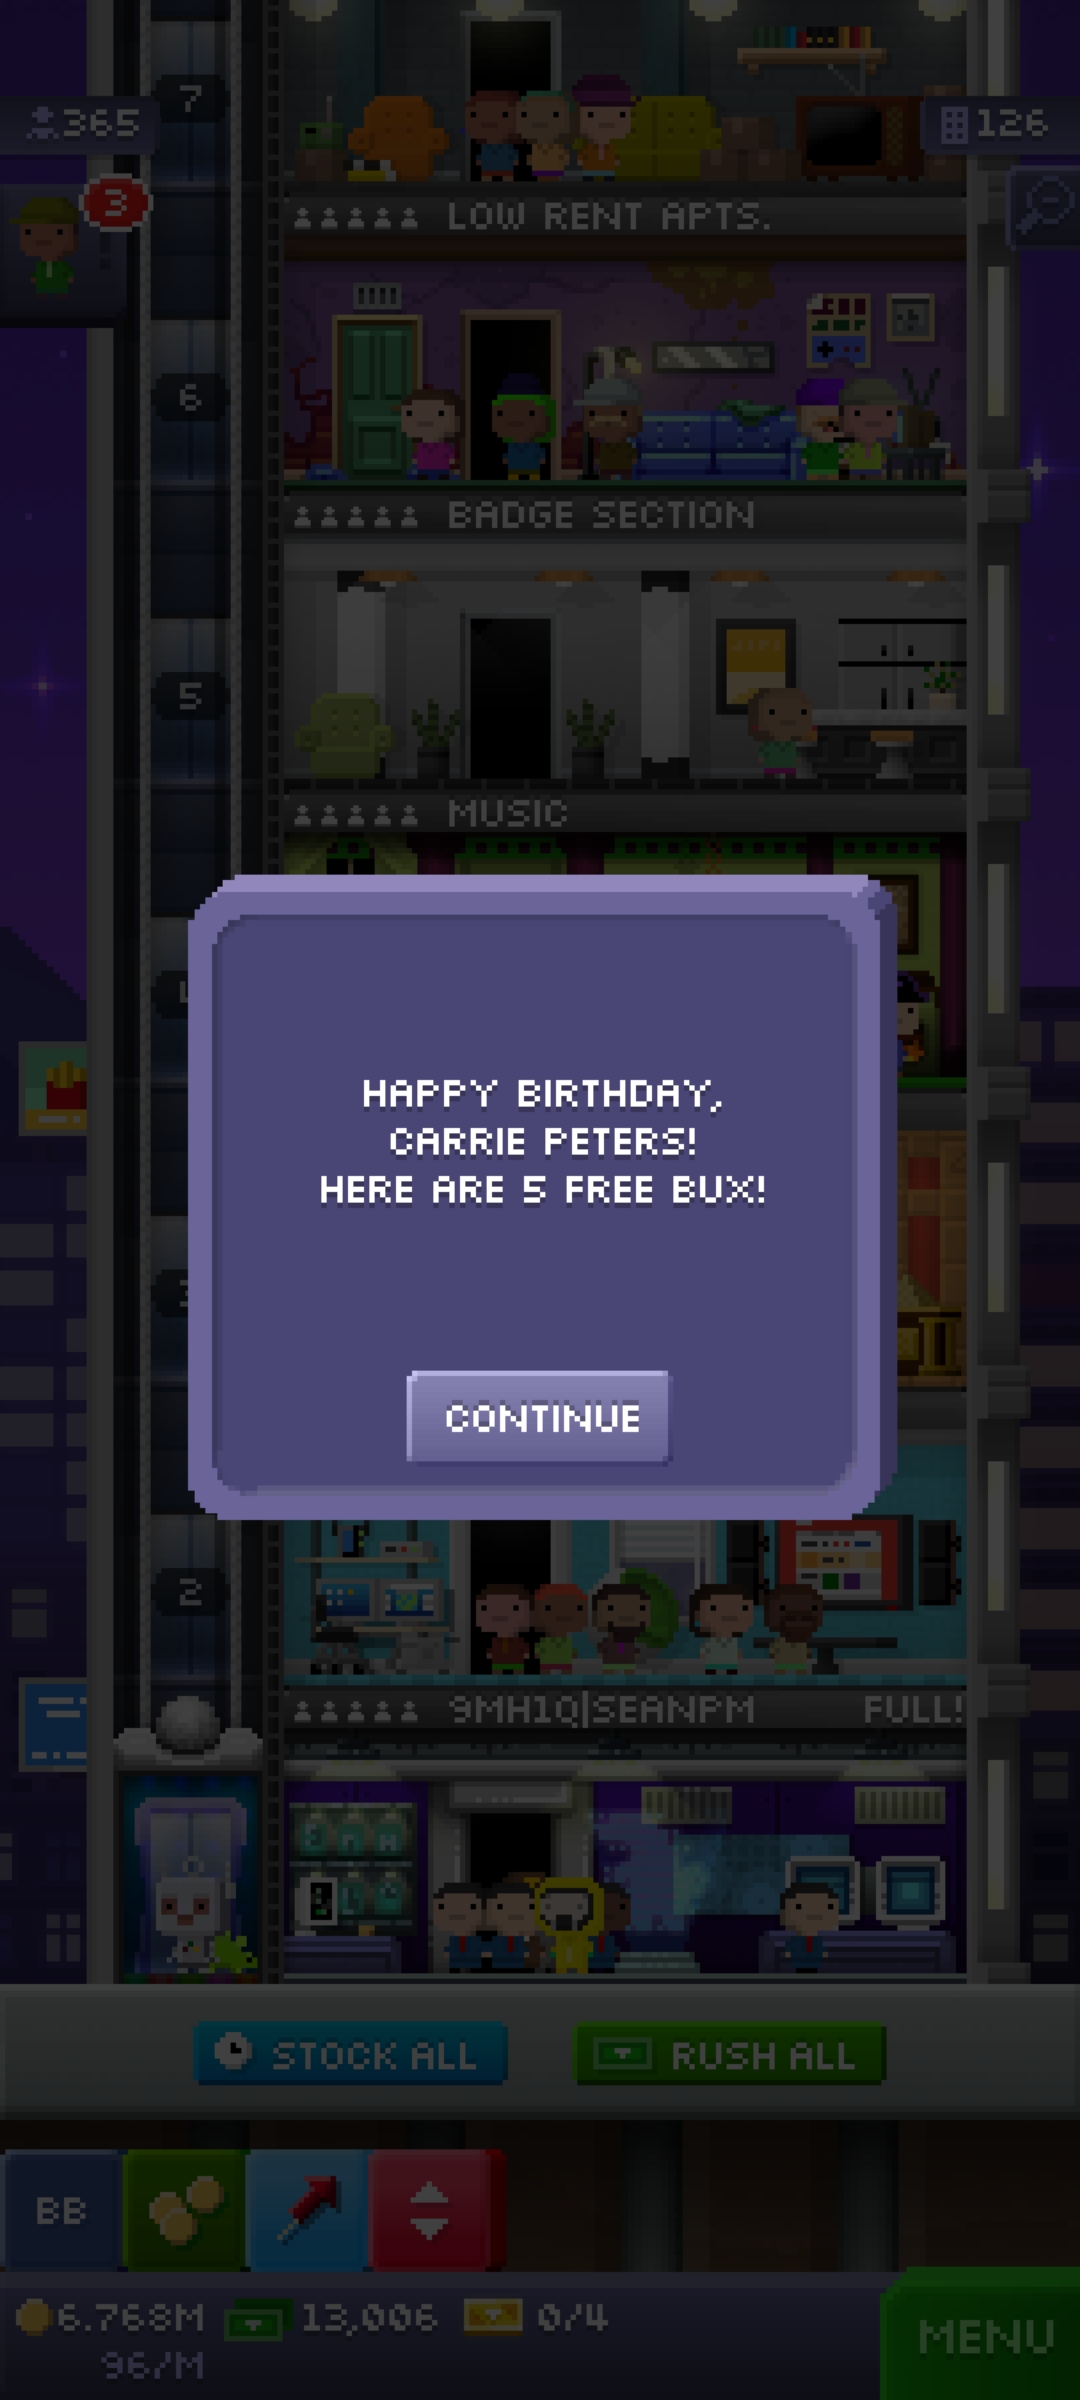 7
365
126
3
LOW RENT APTS.
6
BADGE SECTION
5
MUSIC
HAPPY BIRTHDAY,
CARRIE PETERS!
HERE ARE 5 FREE BUX!
CONTINUE
2
9MH1Q|SEANPM FULL!
STOCK ALL
RUSH ALL
BB
6.768M 13,006 0/4
96/M
MENU